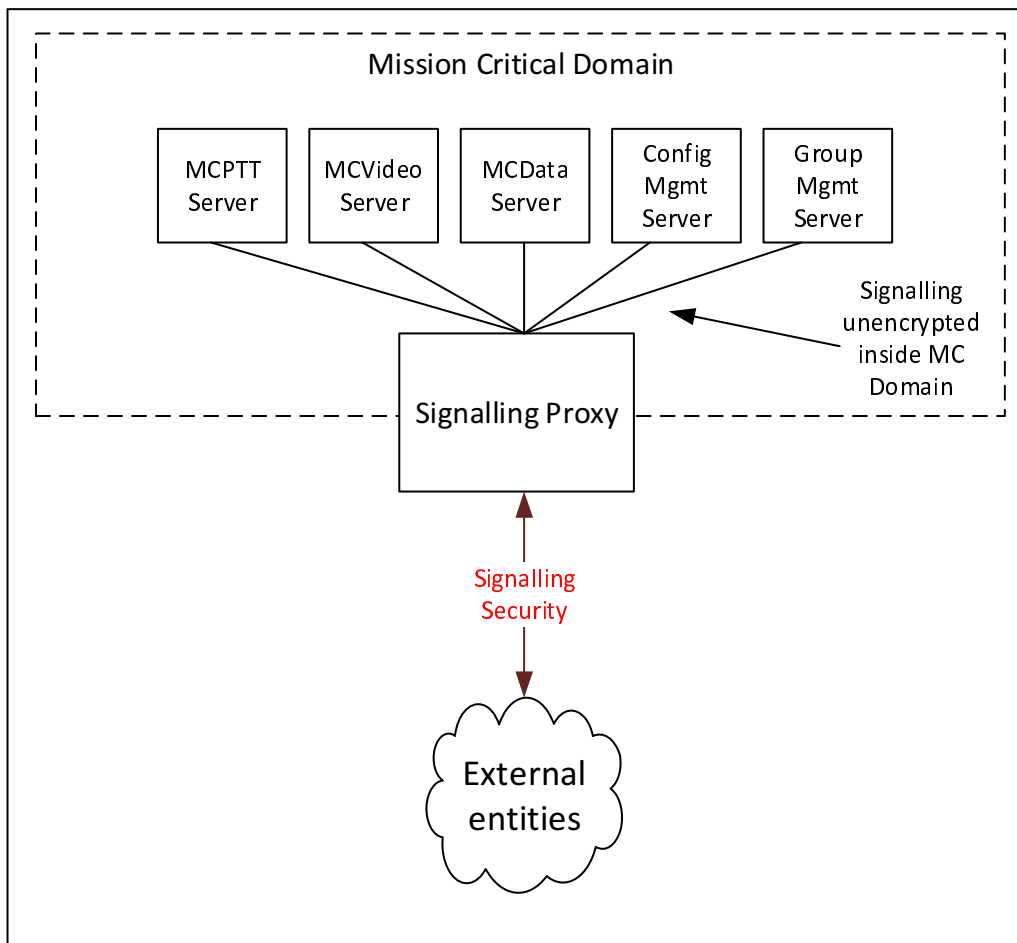 Mission Critical Domain
MCPTT
Server
MCVideo
Server
MCData
Server
Config
Mgmt
Server
Group
Mgmt
Server
Signalling
unencrypted
inside MC
Domain
Signalling Proxy
Signalling
Security
External
entities